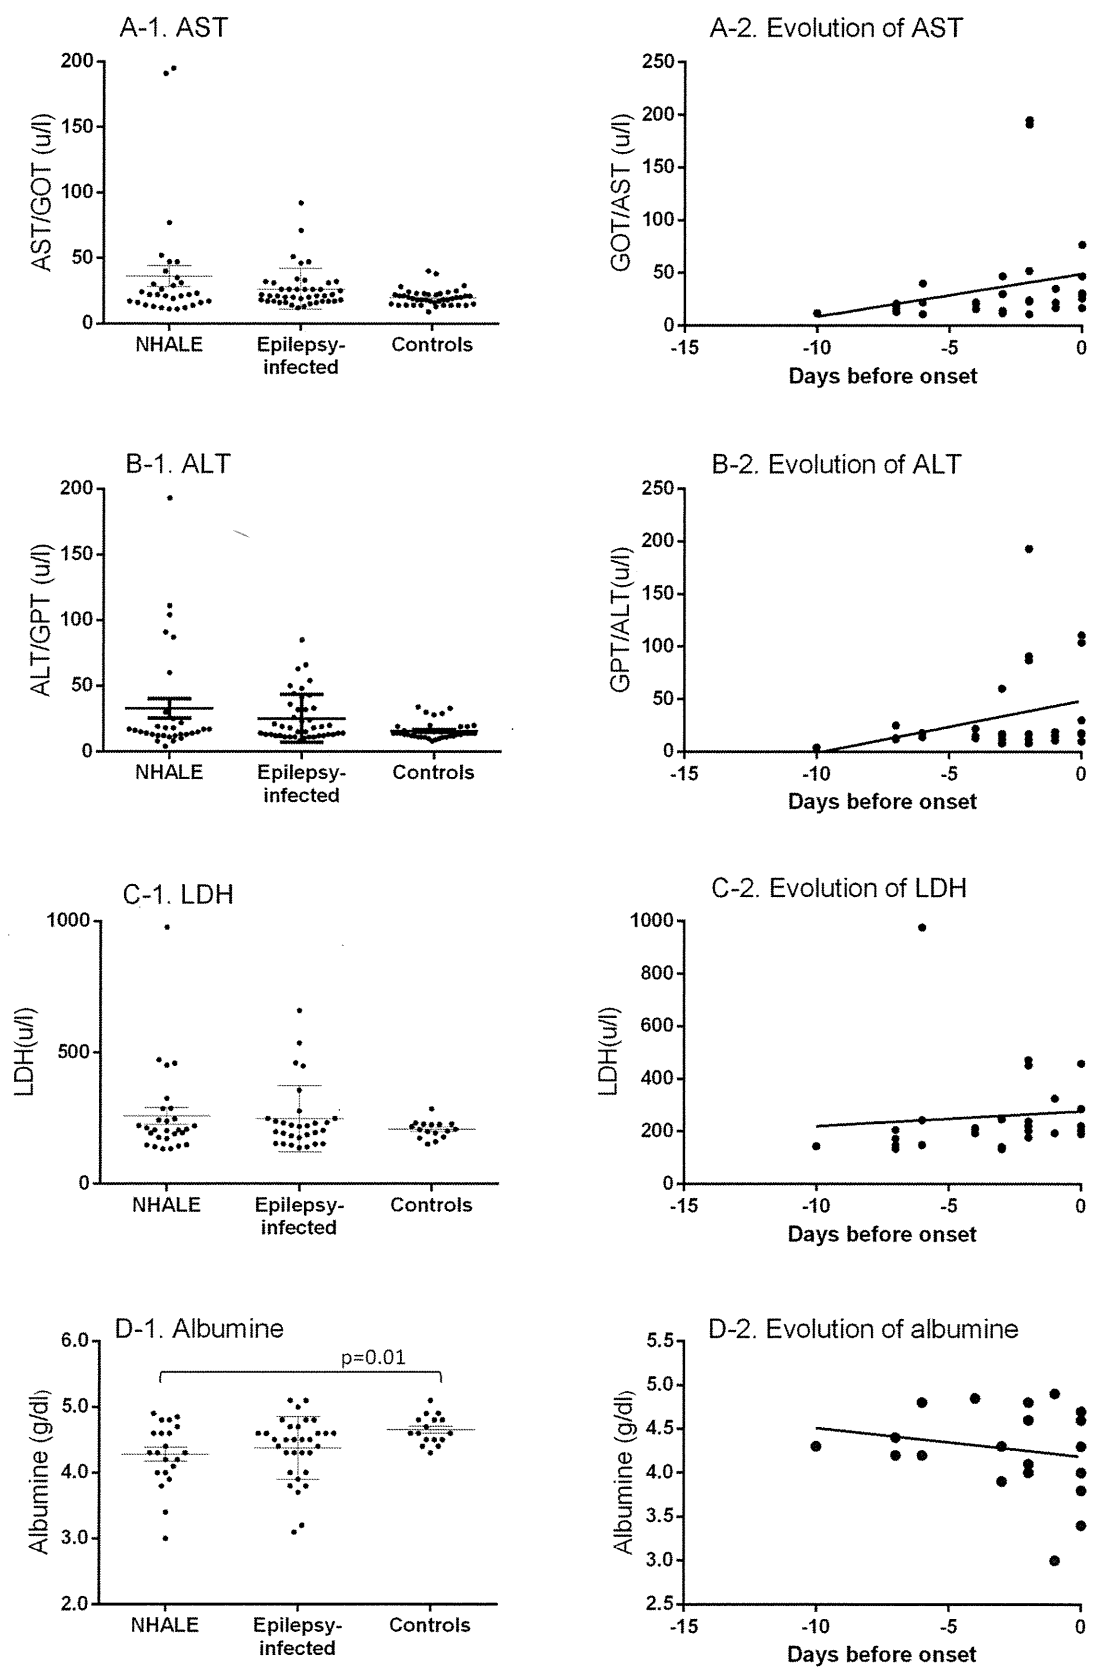 A-1. AST
200
150
100
50
0
AST/GOT (u/l)
NHALE
Epilepsy-
infected
Controls
A-2. Evolution of AST
250
200
150
100
50
0
GOT/AST (u/l)
-15
-10
-5
0
Days before onset
B-1. ALT
200
150
100
50
0
ALT/GPT (u/l)
NHALE
Epilepsy-
infected
Controls
B-2. Evolution of ALT
250
200
150
100
50
0
GPT/ALT(u/l)
-15
-10
-5
0
Days before onset
C-1. LDH
1000
500
0
LDH(u/l)
NHALE
Epilepsy-
infected
Controls
C-2. Evolution of LDH
1000
800
600
400
200
0
LDH(u/l)
-15
-10
-5
0
Days before onset
D-1. Albumine
p=0.01
6.0
5.0
4.0
3.0
2.0
Albumine (g/dl)
NHALE
Epilepsy-
infected
Controls
D-2. Evolution of albumine
5.5
5.0
4.5
4.0
3.5
3.0
2.5
Albumine (g/dl)
-15
-10
-5
0
Days before onset